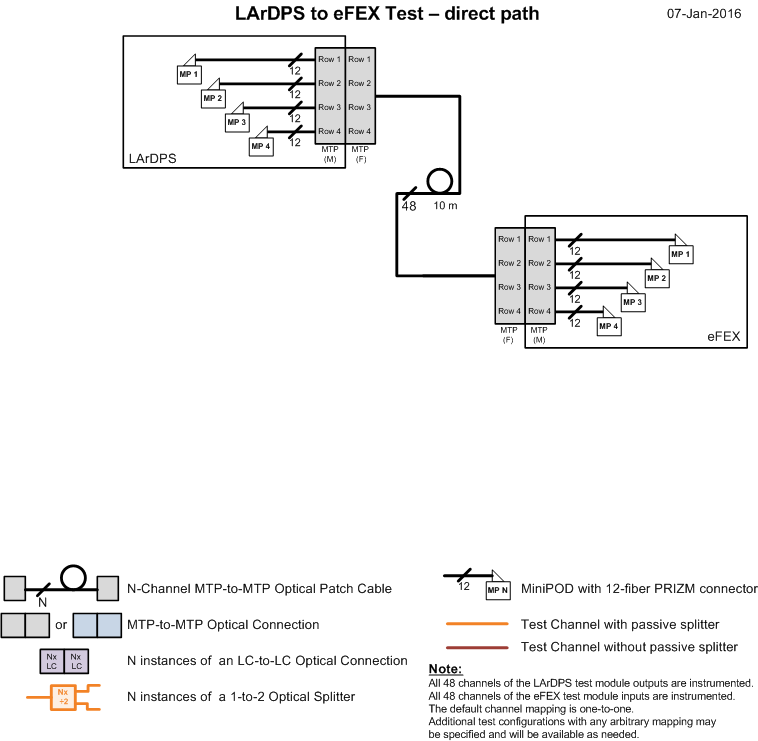 LArDPS to eFEX Test – direct path
07-Jan-2016
MP 1
12
Row 1
Row 1
MP 2
12
Row 2
Row 2
MP 3
12
Row 3
Row 3
MP 4
12
Row 4
Row 4
LArDPS
MTP
(M)
MTP
(F)
48
10 m
Row 1
Row 1
12
MP 1
Row 2
Row 2
12
MP 2
Row 3
Row 3
12
MP 3
Row 4
Row 4
12
MP 4
MTP
(F)
MTP
(M)
eFEX
N
N-Channel MTP-to-MTP Optical Patch Cable
or
MTP-to-MTP Optical Connection
Nx
LC
Nx
LC
N instances of an LC-to-LC Optical Connection
Nx
÷2
N instances of a 1-to-2 Optical Splitter
12
MP N
MiniPOD with 12-fiber PRIZM connector
Test Channel with passive splitter
Test Channel without passive splitter
Note:
All 48 channels of the LArDPS test module outputs are instrumented.
All 48 channels of the eFEX test module inputs are instrumented.
The default channel mapping is one-to-one.
Additional test configurations with any arbitrary mapping may
be specified and will be available as needed.